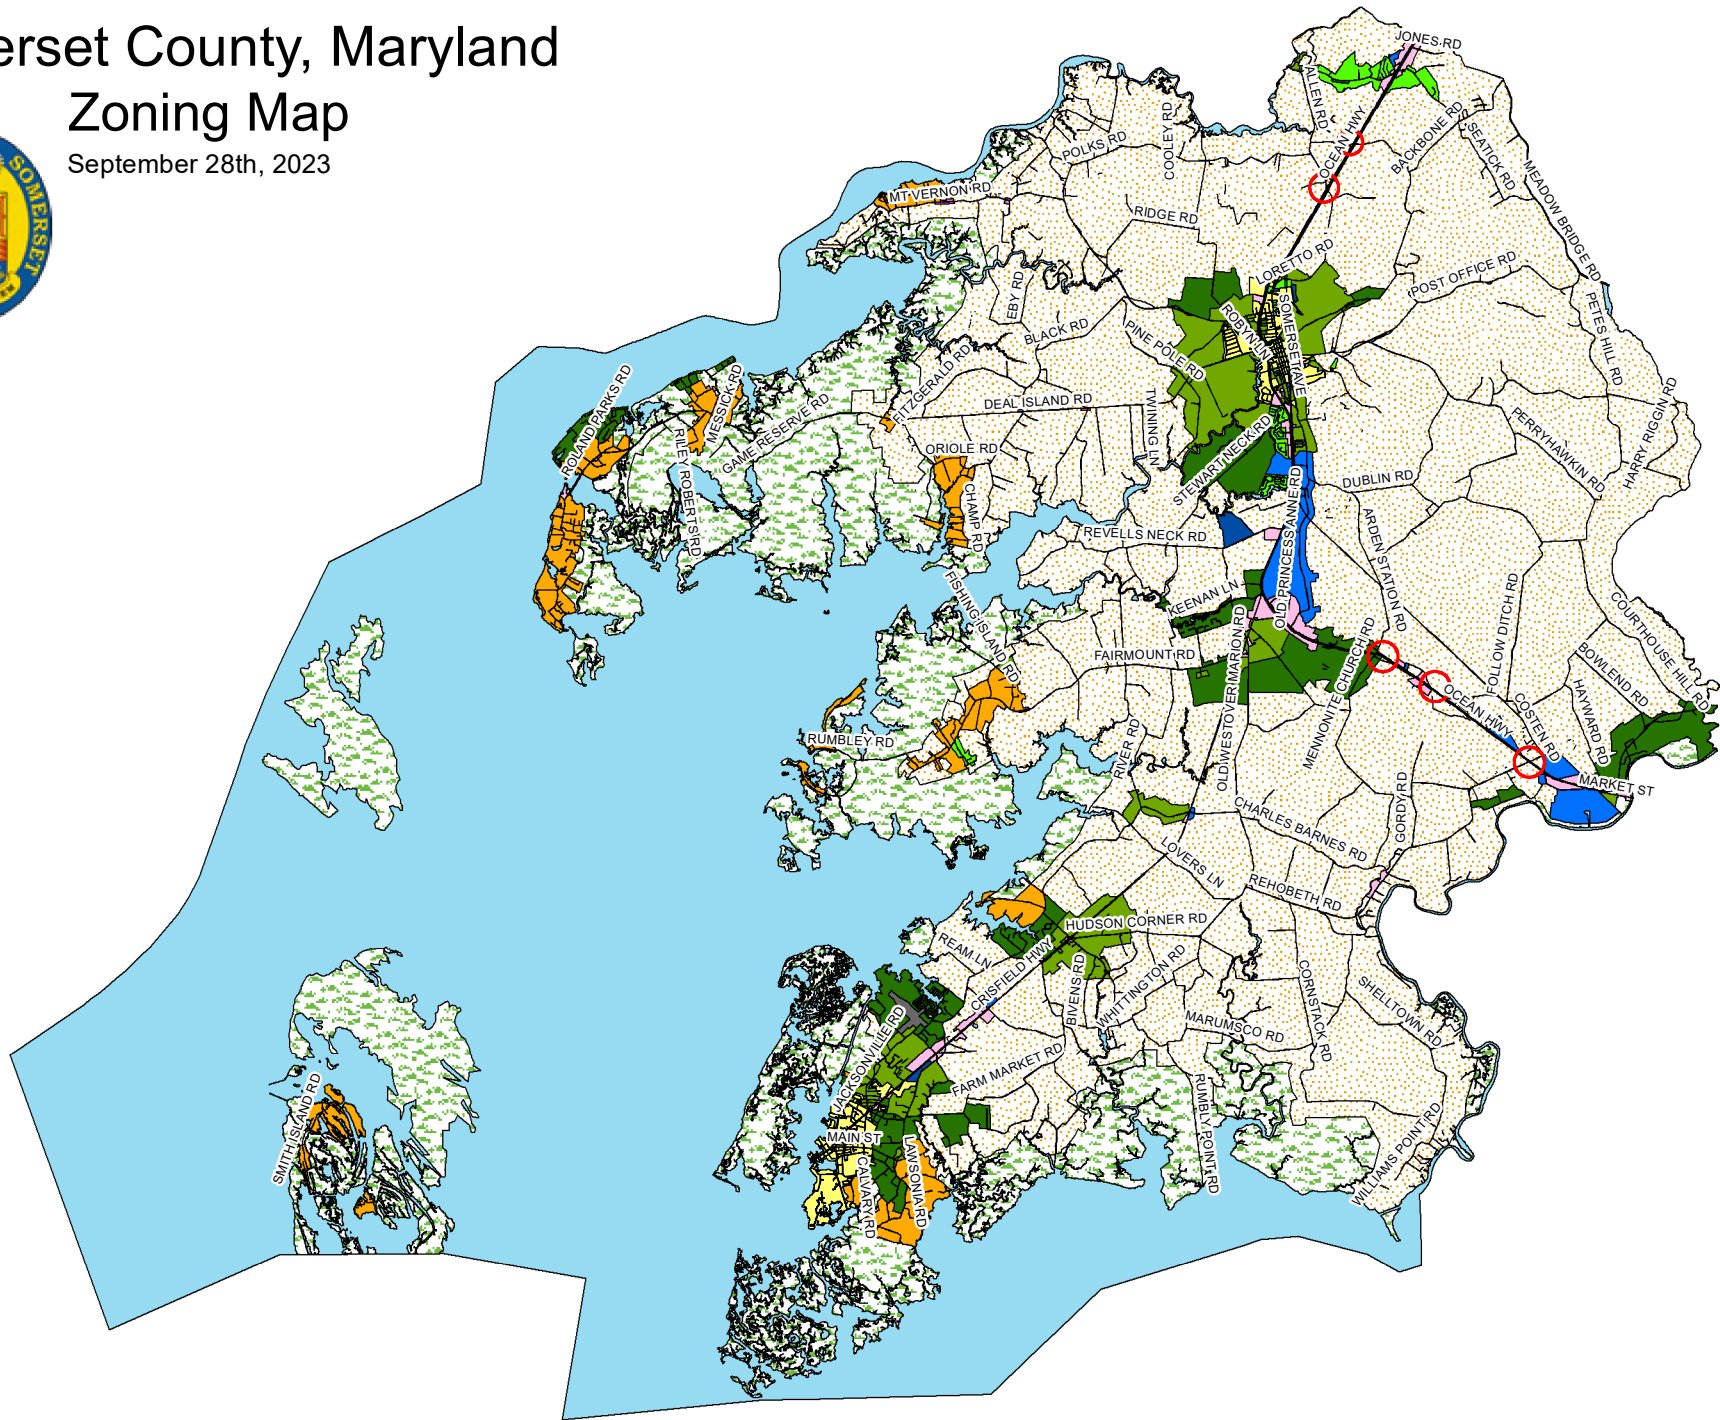 erset County, Maryland
Zoning Map
September 28th, 2023
SOMERSET
JONES RD
ALLEN RD
OCEAN HWY
BACKBONE RD
SEATICK RD
COOLEY RD
POLKS RD
MEADOW BRIDGE RD
MT VERNON RD
RIDGE RD
LORETTO RD
POST OFFICE RD
EBY RD
PETES HILL RD
ROBYN LN
SOMERSET AVE
BLACK RD
PINE POLE RD
FITZGERALD RD
ROLAND PARKS RD
MESSICK RD
GAME RESERVE RD
DEAL ISLAND RD
TWINING LN
HARRY RIGGIN RD
PERRYHAWKIN RD
RILEY ROBERTS RD
ORIOLE RD
STEWART NECK RD
DUBLIN RD
CHAMP RD
OLD PRINCESS ANNE RD
REVELLS NECK RD
ARDEN STATION RD
FISHING ISLAND RD
KEENAN LN
FOLLOW DITCH RD
COURTHOUSE HILL RD
FAIRMOUNT RD
OLD WESTOVER MARION RD
MENNONITE CHURCH RD
BOWLEND RD
HAYWARD RD
OCEAN HWY
COSTEN RD
RUMBLEY RD
RIVER RD
MARKET ST
GORDY RD
CHARLES BARNES RD
LOVERS LN
REHOBETH RD
HUDSON CORNER RD
REAM LN
CRISFIELD HWY
BIVENS RD
WHITTINGTON RD
CORNSTACK RD
SHELLTOWN RD
JACKSONVILLE RD
MARUMSCO RD
FARM MARKET RD
SMITH ISLAND RD
RUMBLY POINT RD
WILLIAMS POINT RD
MAIN ST
CALVARY RD
LAWSONIA RD